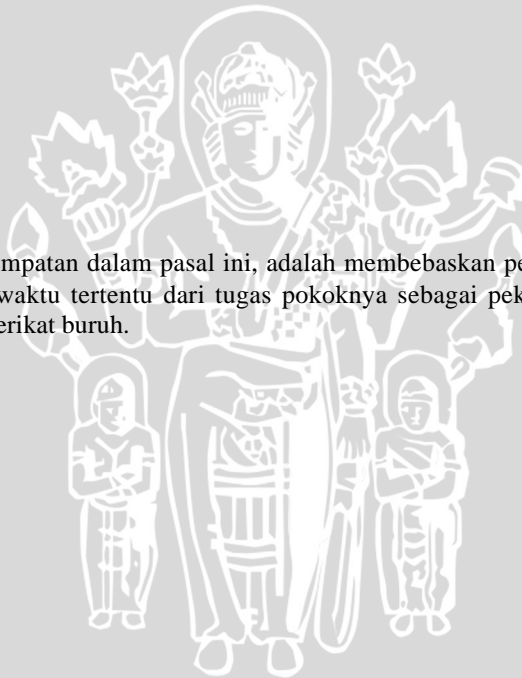 mpatan dalam pasal ini, adalah membebaskan pe
waktu tertentu dari tugas pokoknya sebagai pek
erikat buruh.